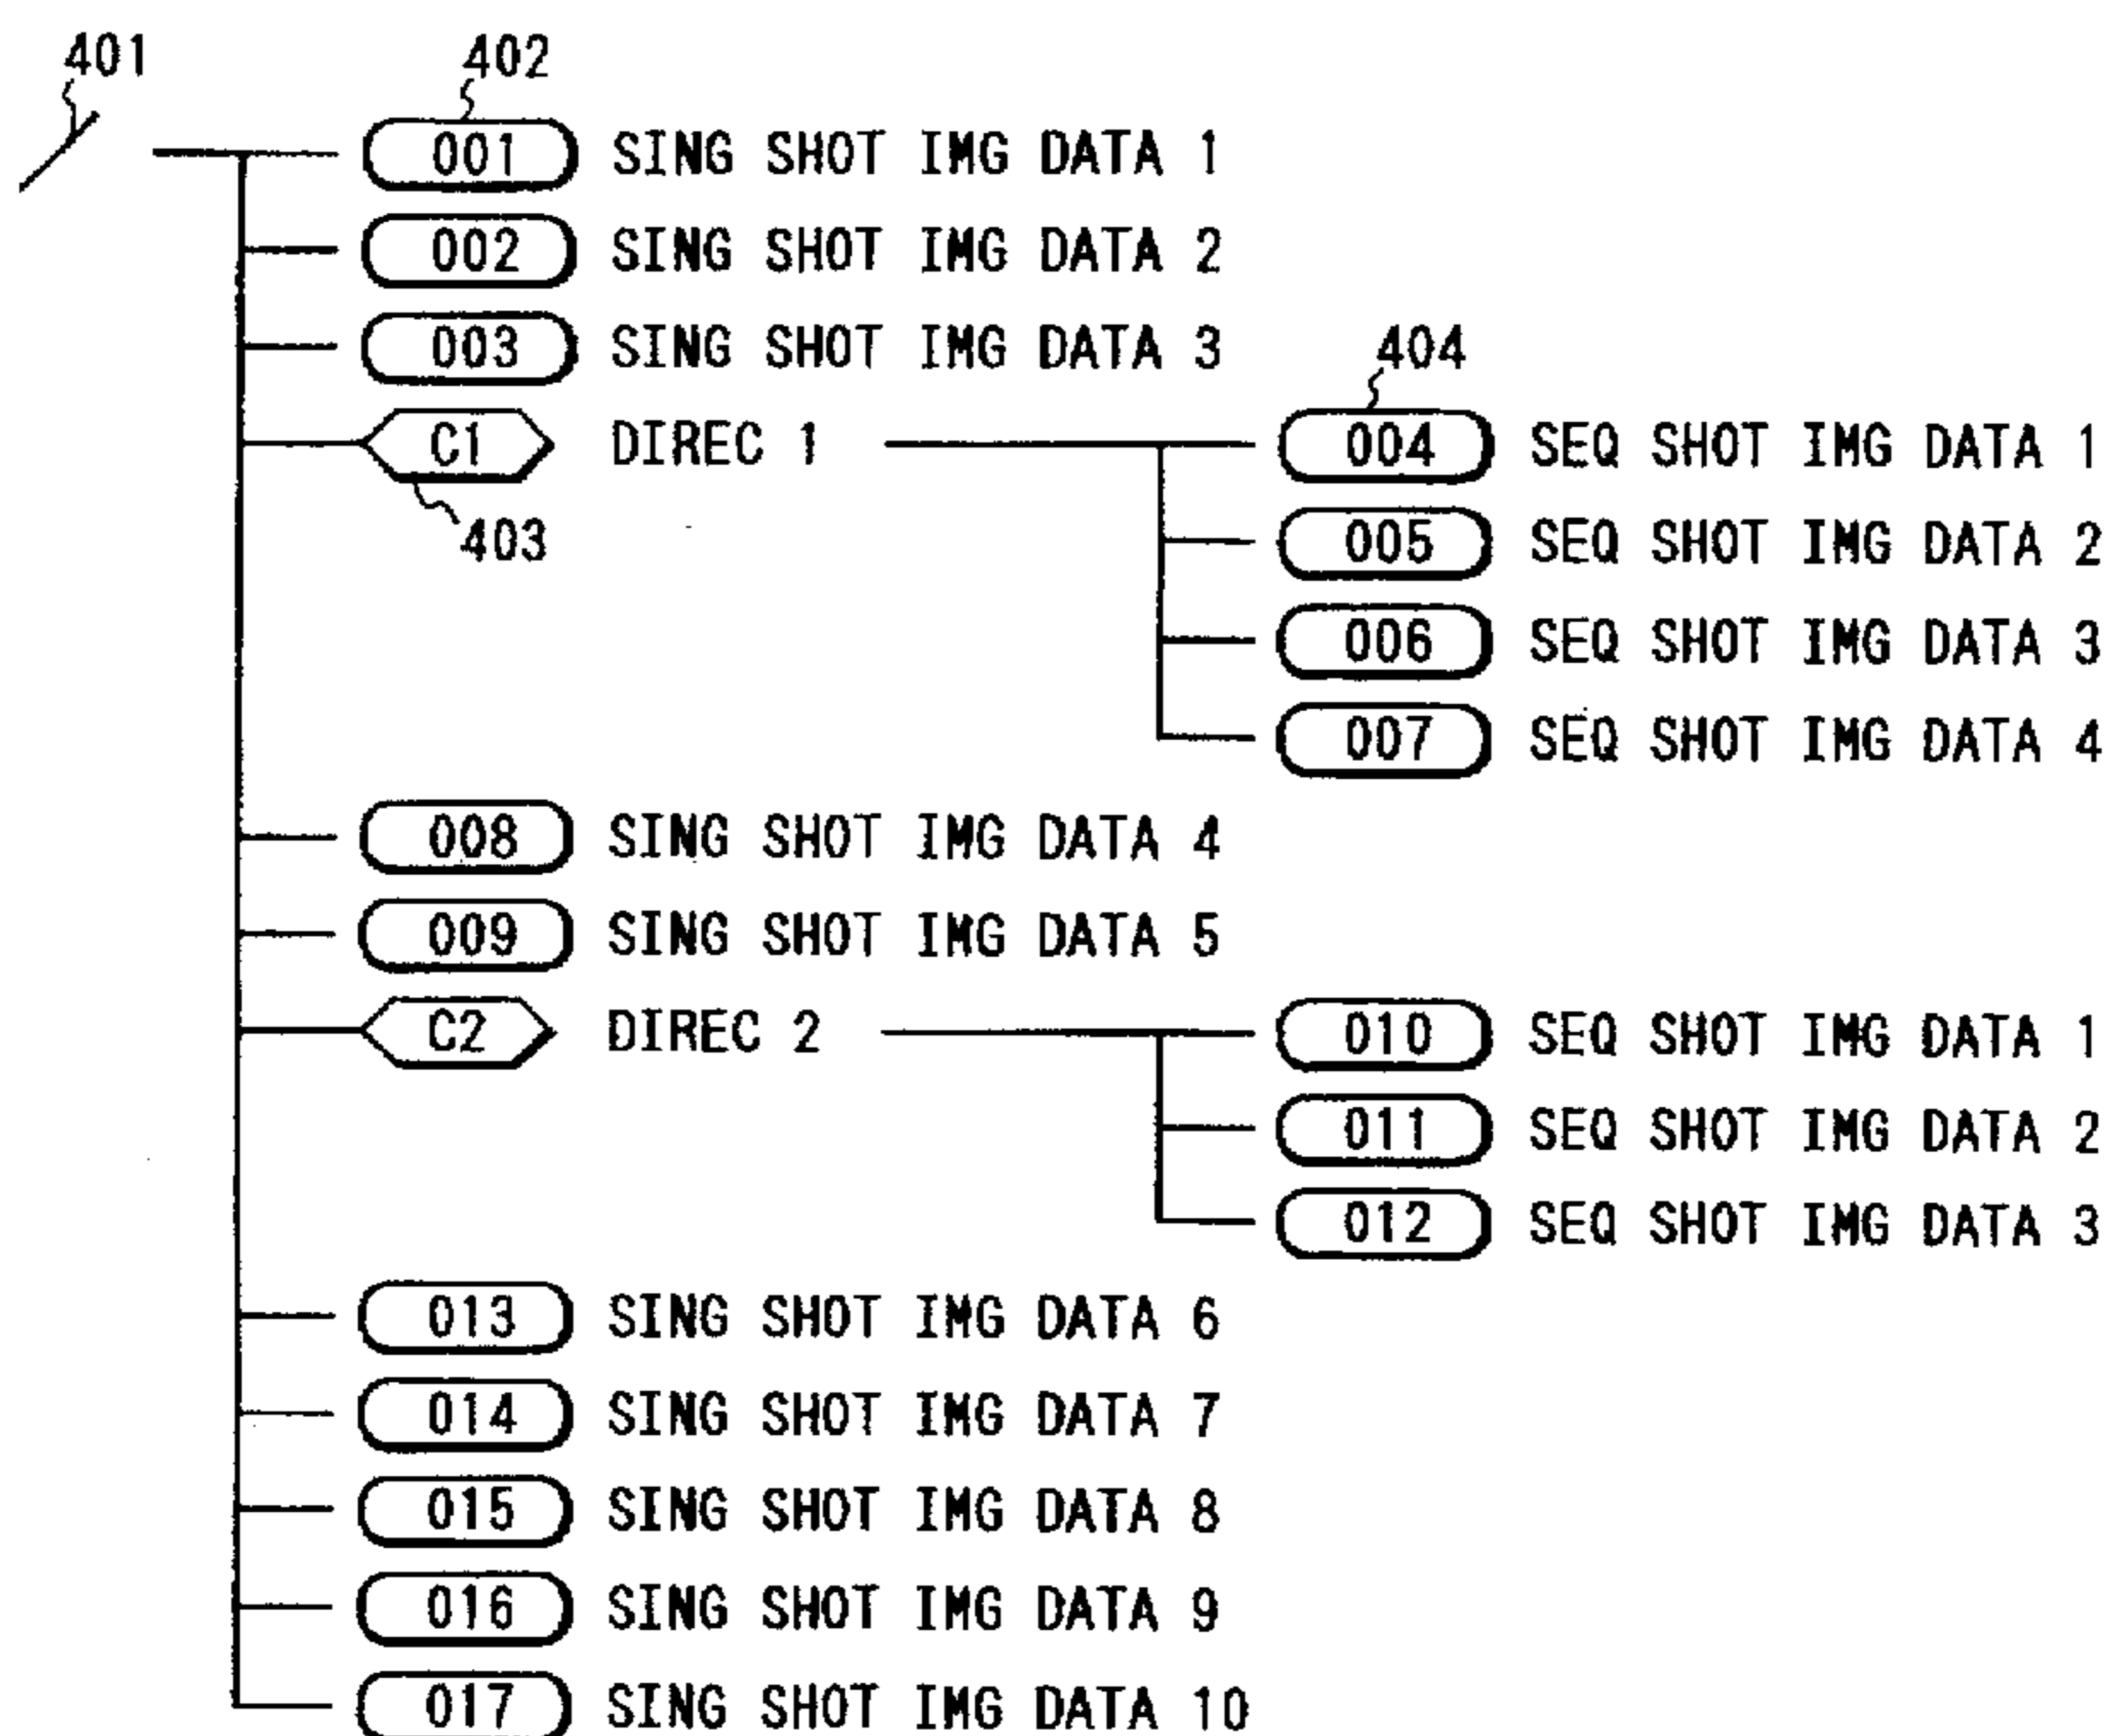 401 402
001 SING SHOT IMG DATA 1
002 SING SHOT IMG DATA 2
003 SING SHOT IMG DATA 3
404
C1 DIREC 1 004 SEQ SHOT IMG DATA 1
403 005 SEQ SHOT IMG DATA 2
006 SEQ SHOT IMG DATA 3
007 SEQ SHOT IMG DATA 4
008 SING SHOT IMG DATA 4
009 SING SHOT IMG DATA 5
C2 DIREC 2 010 SEQ SHOT IMG DATA 1
011 SEQ SHOT IMG DATA 2
012 SEQ SHOT IMG DATA 3
013 SING SHOT IMG DATA 6
014 SING SHOT IMG DATA 7
015 SING SHOT IMG DATA 8
016 SING SHOT IMG DATA 9
017 SING SHOT IMG DATA 10